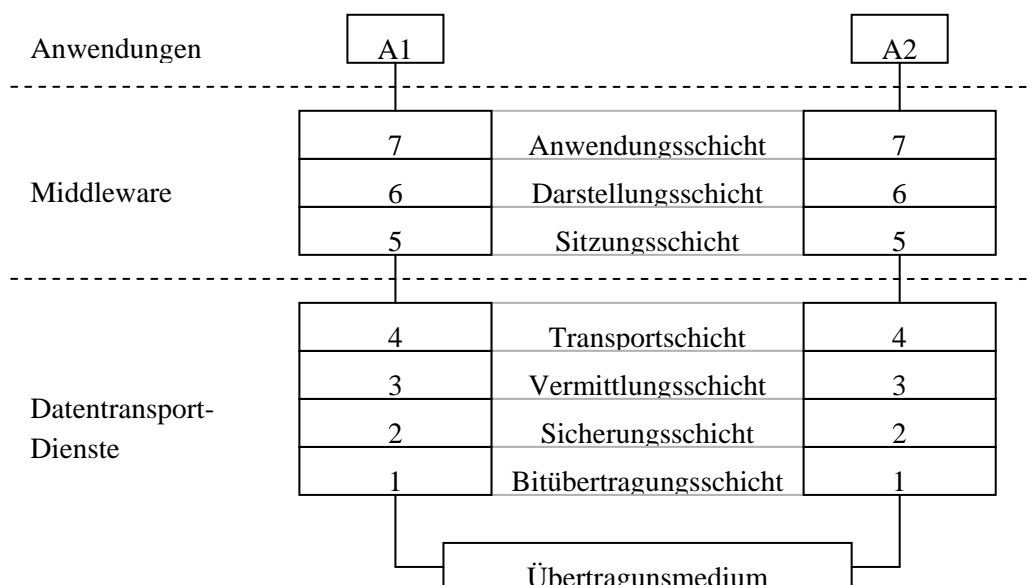 Anwendungen A1 A2
7 Anwendungsschicht 7
Middleware 6 Darstellungsschicht 6
5 Sitzungsschicht 5
4 Transportschicht 4
3 Vermittlungsschicht 3
Datentransport-
Dienste
2 Sicherungsschicht 2
1 Bitübertragungsschicht 1
Übertragunsmedium